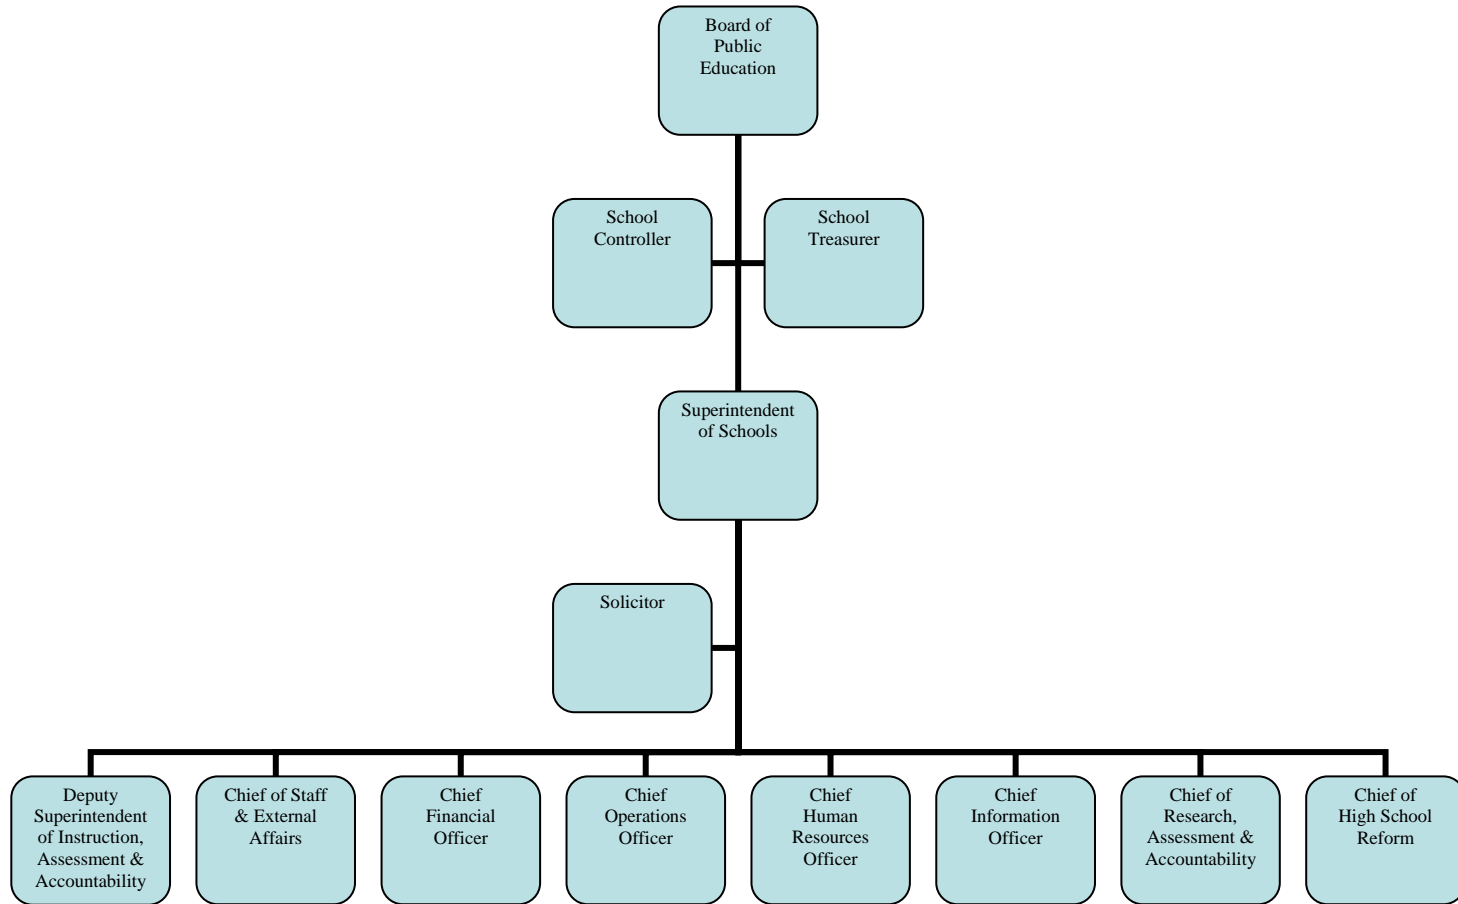 Board of
Public
Education
School
Controller
School
Treasurer
Superintendent
of Schools
Solicitor
Deputy
Superintendent
of Instruction,
Assessment &
Accountability
Chief of Staff
& External
Affairs
Chief
Financial
Officer
Chief
Operations
Officer
Chief
Human
Resources
Officer
Chief
Information
Officer
Chief of
Research,
Assessment &
Accountability
Chief of
High School
Reform